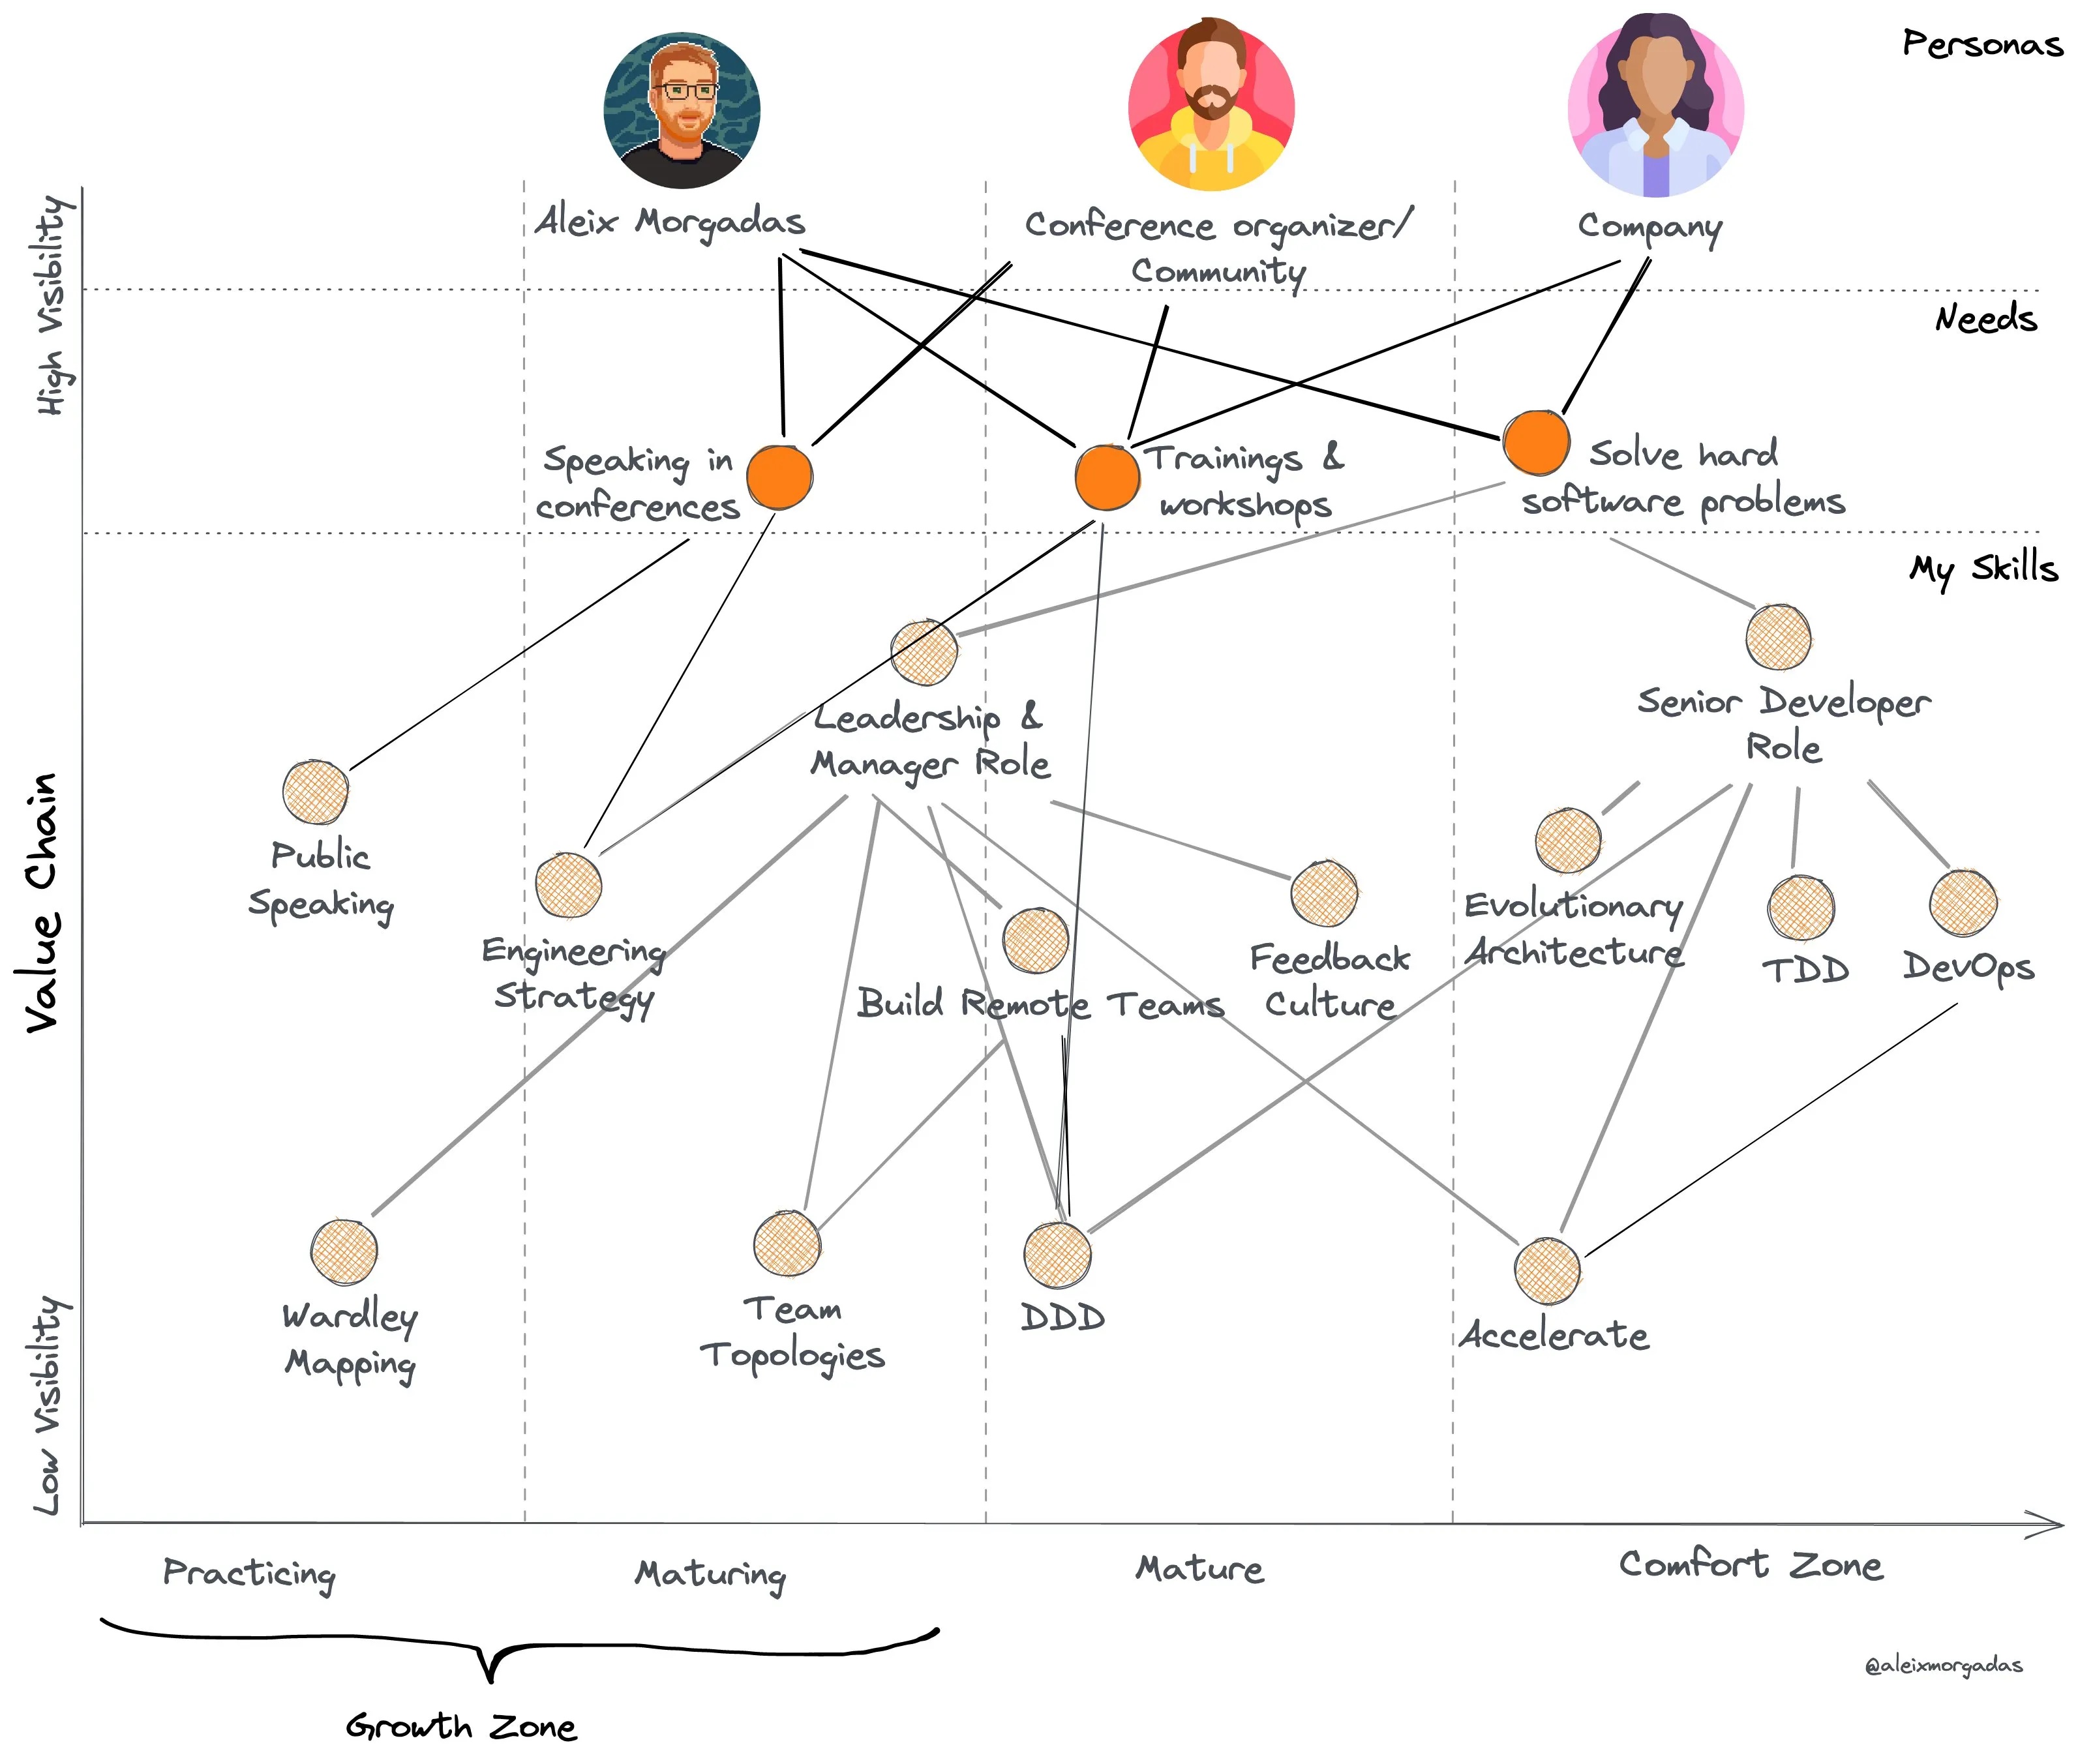 Personas
Aleix Morgadas
Conference organizer/
Community
Company
High Visibility
Needs
Speaking in
conferences
Trainings &
workshops
Solve hard
software problems
My Skills
Leadership &
Manager Role
Senior Developer
Role
Value Chain
Public
Speaking
Engineering
Strategy
Build Remote Teams
Feedback
Culture
Evolutionary
Architecture
TDD
DevOps
Low Visibility
Wardley
Mapping
Team
Topologies
DDD
Accelerate
Practicing
Maturing
Mature
Comfort Zone
Growth Zone
@aleixmorgadas